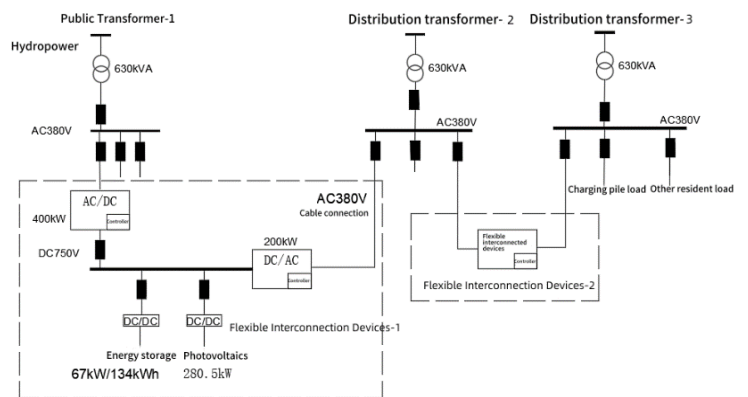 Public Transformer-1
Distribution transformer- 2
Distribution transformer-3
Hydropower
630kVA
630kVA
630kVA
AC380V
AC380V
AC380V
Charging pile load
Other resident load
AC/DC
Controller
400kW
AC380V
Cable connection
DC750V
200kW
DC/AC
Controller
Flexible
interconnected
devices
Controller
Flexible Interconnection Devices-2
DC/DC
DC/DC
Flexible Interconnection Devices-1
Energy storage
Photovoltaics
67kW/134kWh
280.5kW